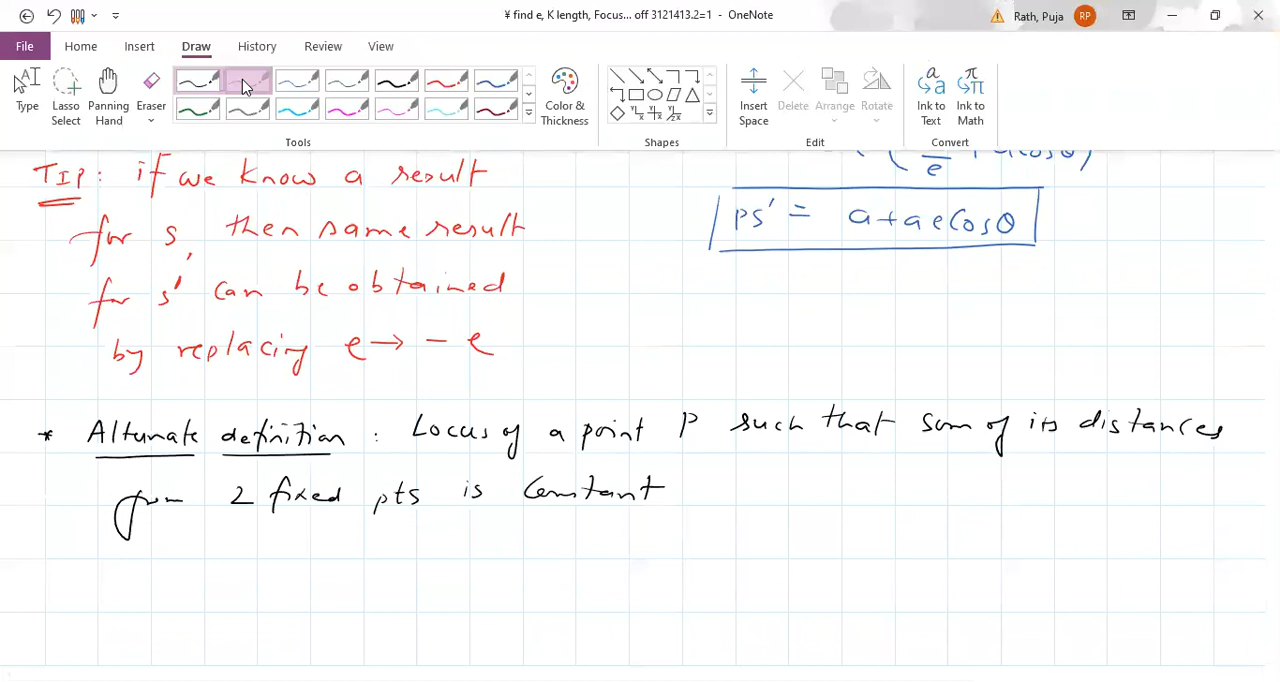 ¥ find e, K length, Focus... off 3121413.2=1 - OneNote
Rath, Puja RP
File Home Insert Draw History Review View
Type Lasso Select Panning Hand Eraser
Color & Thickness
Insert Space Delete Arrange Rotate
Ink to Text Ink to Math
Tools Shapes Edit Convert
TIP: if we know a result
for s, then same result
for s' can be obtained
by replacing e → - e
e + a cosθ)
PS' = a + ae cosθ
* Alternate definition : Locus of a point P such that sum of its distances
from 2 fixed pts is constant